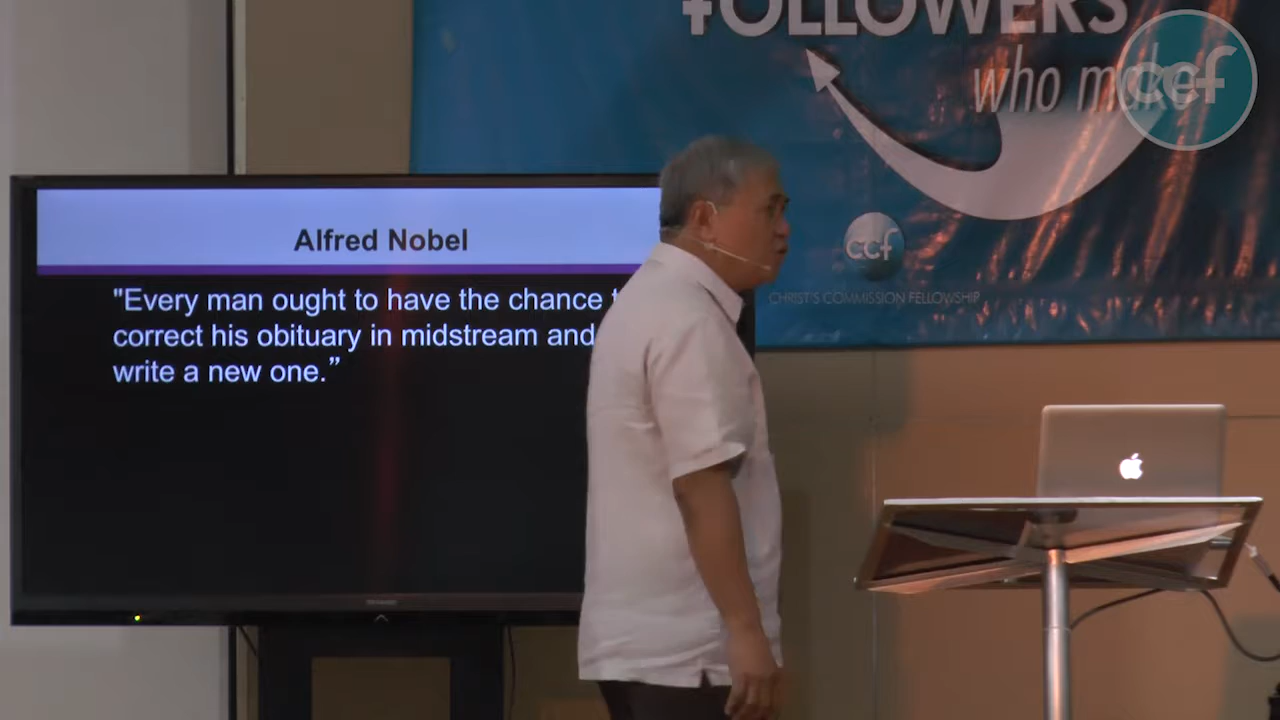 FOLLOWERS
who make
ccf
ccf
CHRIST'S COMMISSION FELLOWSHIP
Alfred Nobel
"Every man ought to have the chance
correct his obituary in midstream and
write a new one.”